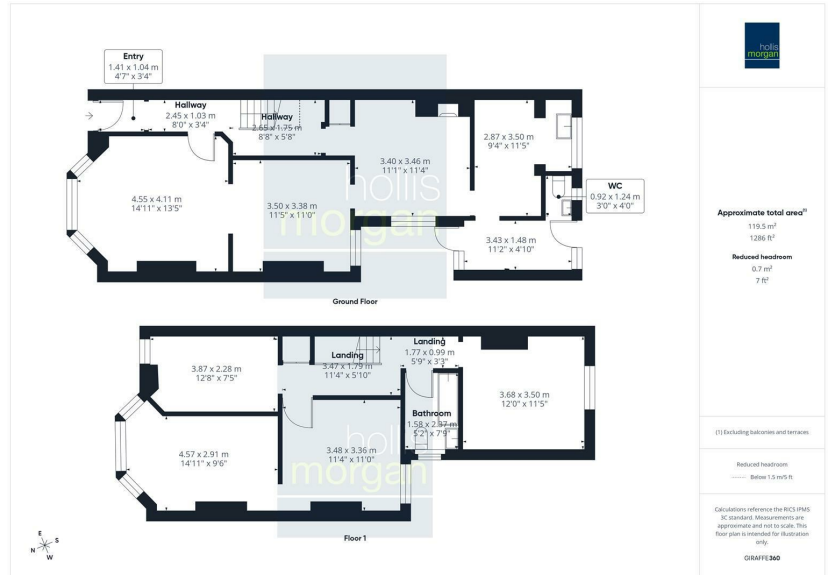 Entry
1.41 x 1.04 m
4'7" x 3'4"
Hallway
2.45 x 1.03 m
8'0" x 3'4"
Hallway
2.65 x 1.75 m
8'8" x 5'8"
3.40 x 3.46 m
11'1" x 11'4"
2.87 x 3.50 m
9'4" x 11'5"
WC
0.92 x 1.24 m
3'0" x 4'0"
4.55 x 4.11 m
14'11" x 13'5"
3.50 x 3.38 m
11'5" x 11'0"
3.43 x 1.48 m
11'2" x 4'10"
hollis
morgan
Ground Floor
3.87 x 2.28 m
12'8" x 7'5"
Landing
3.47 x 1.79 m
11'4" x 5'10"
Landing
1.77 x 0.99 m
5'9" x 3'3"
3.68 x 3.50 m
12'0" x 11'5"
Bathroom
1.58 x 2.37 m
5'2" x 7'9"
4.57 x 2.91 m
14'11" x 9'6"
3.48 x 3.36 m
11'4" x 11'0"
hollis
morgan
Floor 1
E
S
N
W
hollis
morgan
Approximate total area⁽¹⁾
119.5 m²
1286 ft²
Reduced headroom
0.7 m²
7 ft²
(1) Excluding balconies and terraces
Reduced headroom
Below 1.5 m/5 ft
Calculations reference the RICS IPMS
3C standard. Measurements are
approximate and not to scale. This
floor plan is intended for illustration
only.
GIRAFFE360